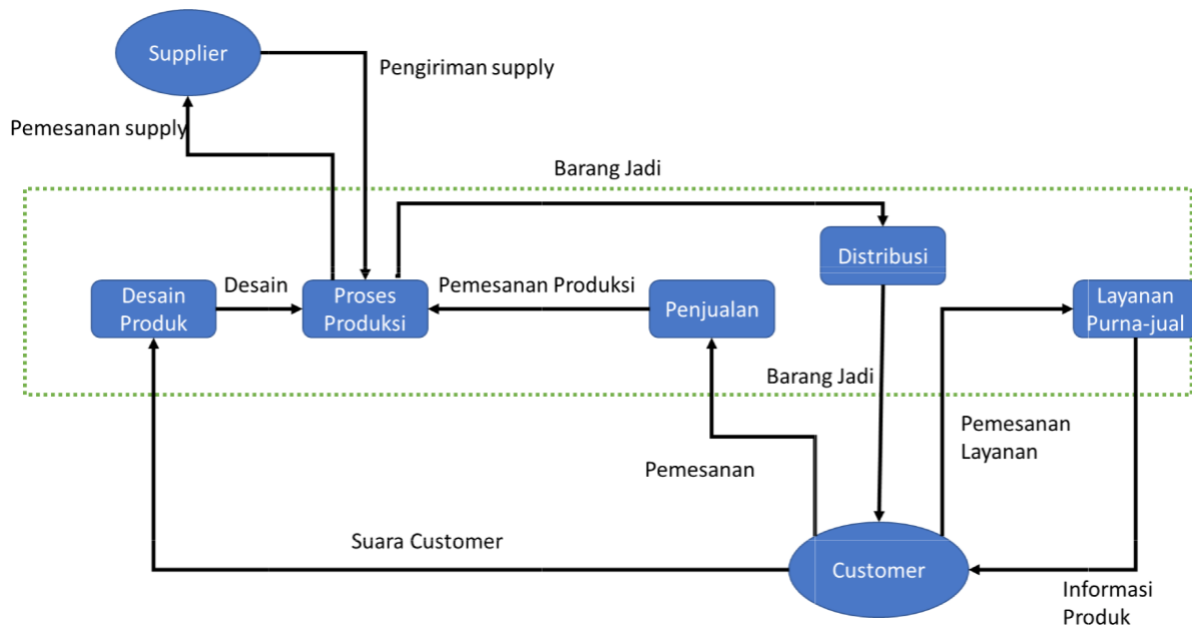 Supplier
Pengiriman supply
Pemesanan supply
Barang Jadi
Distribusi
Desain
Produk
Desain
Proses
Produksi
Pemesanan Produksi
Penjualan
Layanan
Purna-jual
Barang Jadi
Pemesanan
Layanan
Pemesanan
Suara Customer
Customer
Informasi
Produk